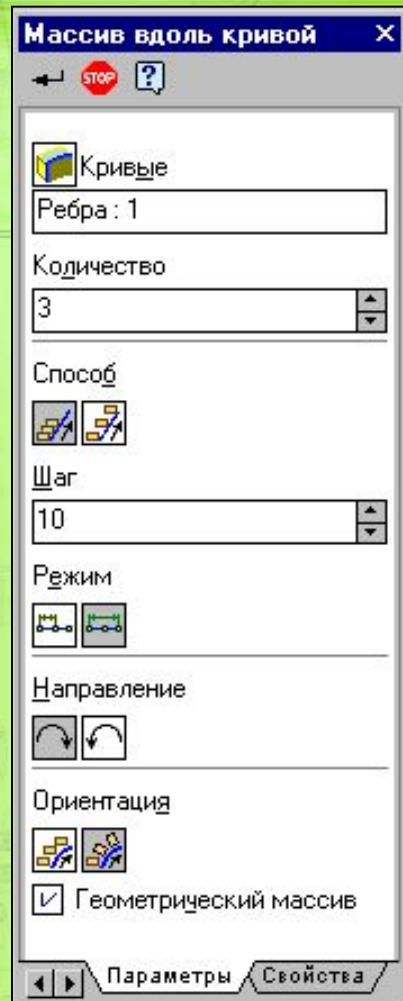 Массив вдоль кривой
STOP
Кривые
Ребра : 1
Количество
3
Способ
Шаг
10
Режим
Направление
Ориентация
Геометрический массив
Параметры Свойства